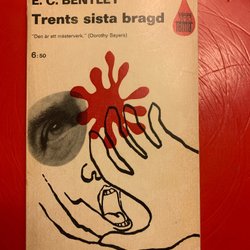 E. C. BENTLEY
Trents sista bragd
"Den är ett mästerverk." (Dorothy Sayers)
6:50